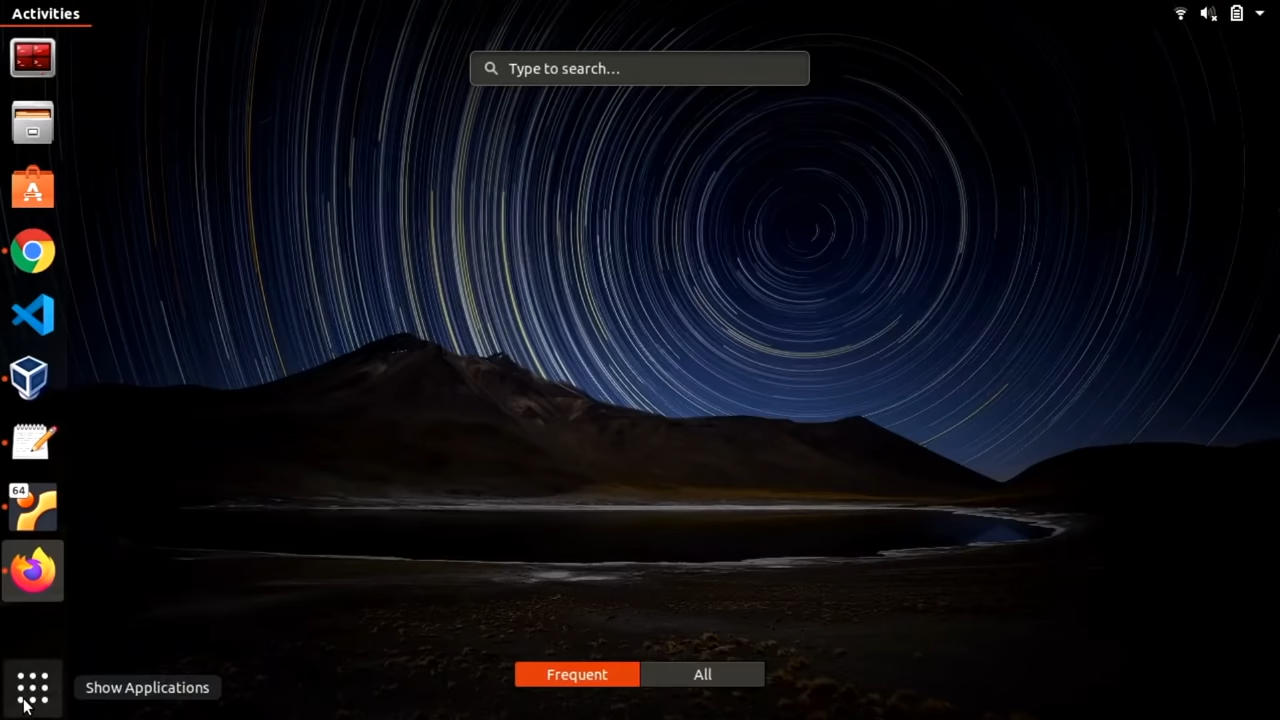 Activities
Type to search...
64
Show Applications
Frequent
All